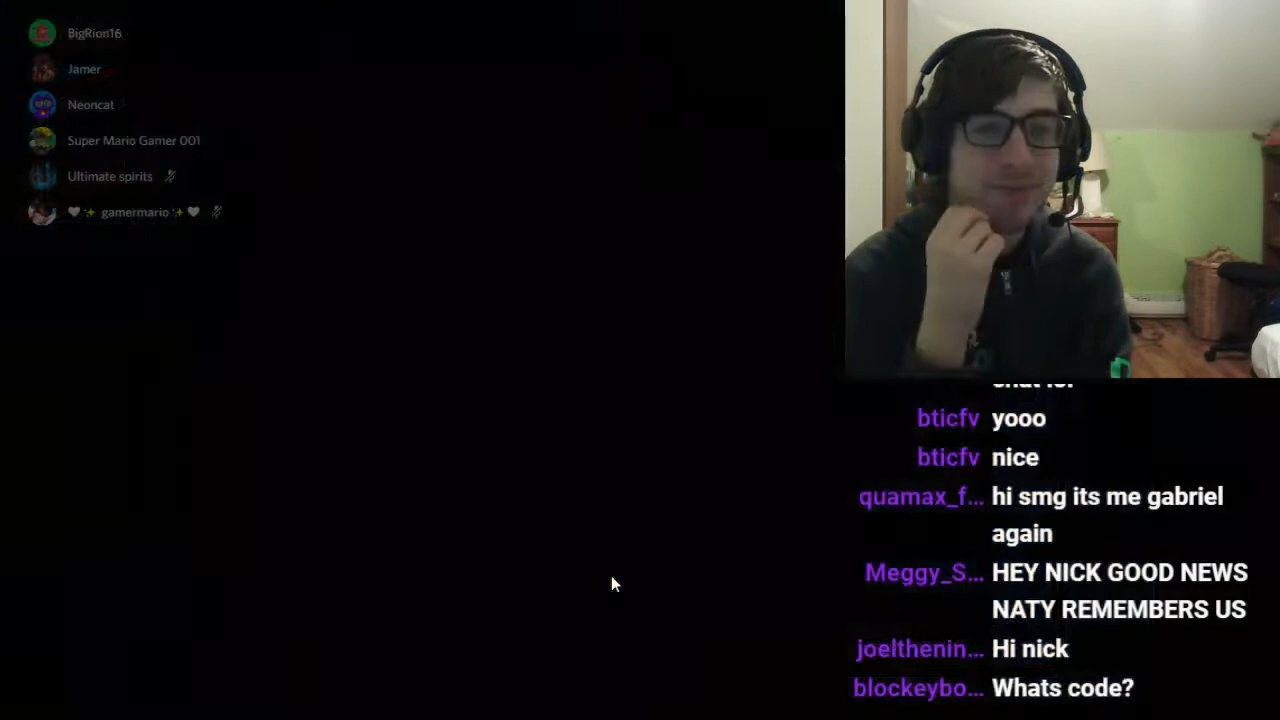 BigRion16
Jamer
Neoncat
Super Mario Gamer 001
Ultimate spirits
gamermario
bticfv yooo
bticfv nice
quamax_f... hi smg its me gabriel
again
Meggy_S... HEY NICK GOOD NEWS
NATY REMEMBERS US
joelthenin... Hi nick
blockeybo... Whats code?